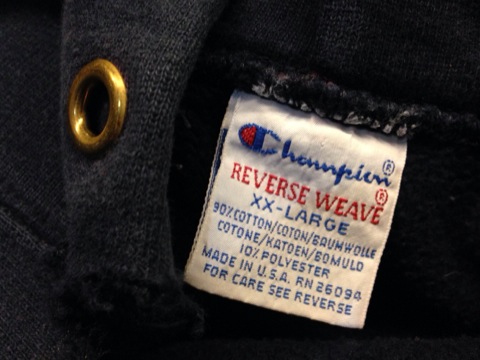 Champion®
REVERSE WEAVE®
XX-LARGE
90% COTTON/COTON/BAUMWOLLE
COTONE/KATOEN/BOMULD
10% POLYESTER
MADE IN U.S.A. RN 26094
FOR CARE SEE REVERSE